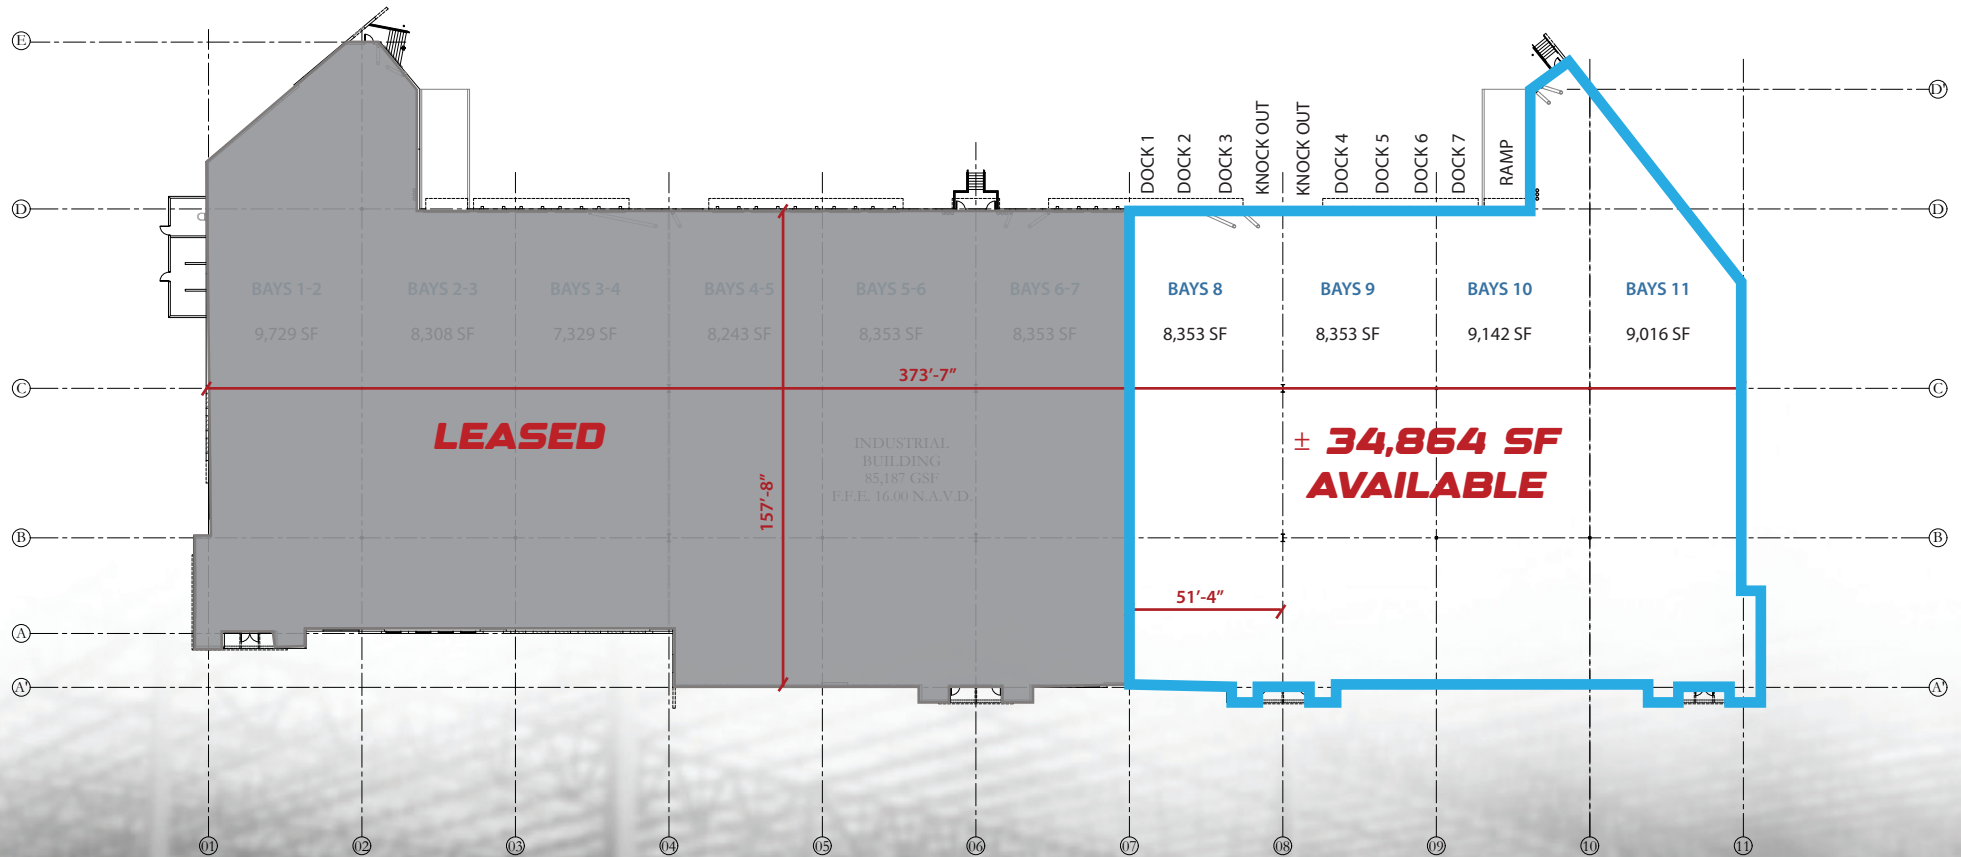 E
D'
DOCK 1
DOCK 2
DOCK 3
KNOCK OUT
KNOCK OUT
DOCK 4
DOCK 5
DOCK 6
DOCK 7
RAMP
D
D
BAYS 1-2
BAYS 2-3
BAYS 3-4
BAYS 4-5
BAYS 5-6
BAYS 6-7
BAYS 8
BAYS 9
BAYS 10
BAYS 11
9,729 SF
8,308 SF
7,329 SF
8,243 SF
8,353 SF
8,353 SF
8,353 SF
8,353 SF
9,142 SF
9,016 SF
373'-7"
C
C
LEASED
INDUSTRIAL
BUILDING
85,187 GSF
F.F.E. 16.00 N.A.V.D.
± 34,864 SF
AVAILABLE
157'-8"
B
B
51'-4"
A
A
A'
A'
01
02
03
04
05
06
07
08
09
10
11